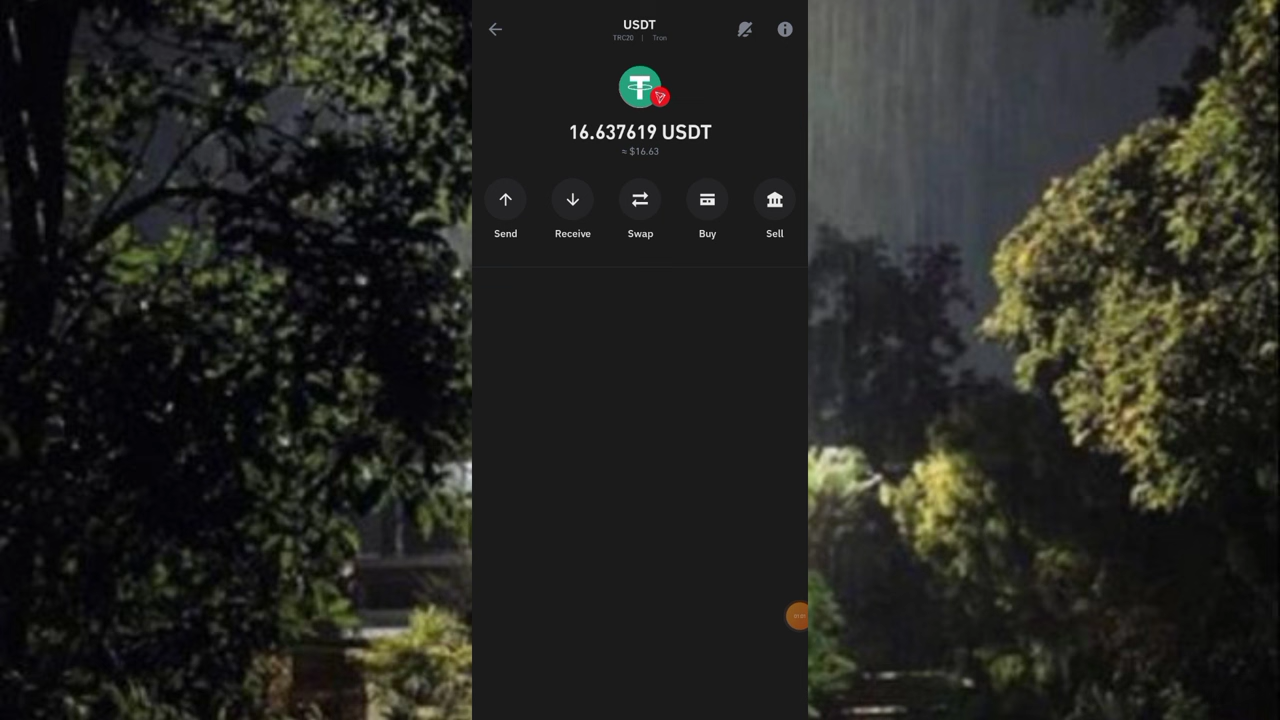 USDT
TRC20 | Tron
16.637619 USDT
≈ $16.63
Send Receive Swap Buy Sell